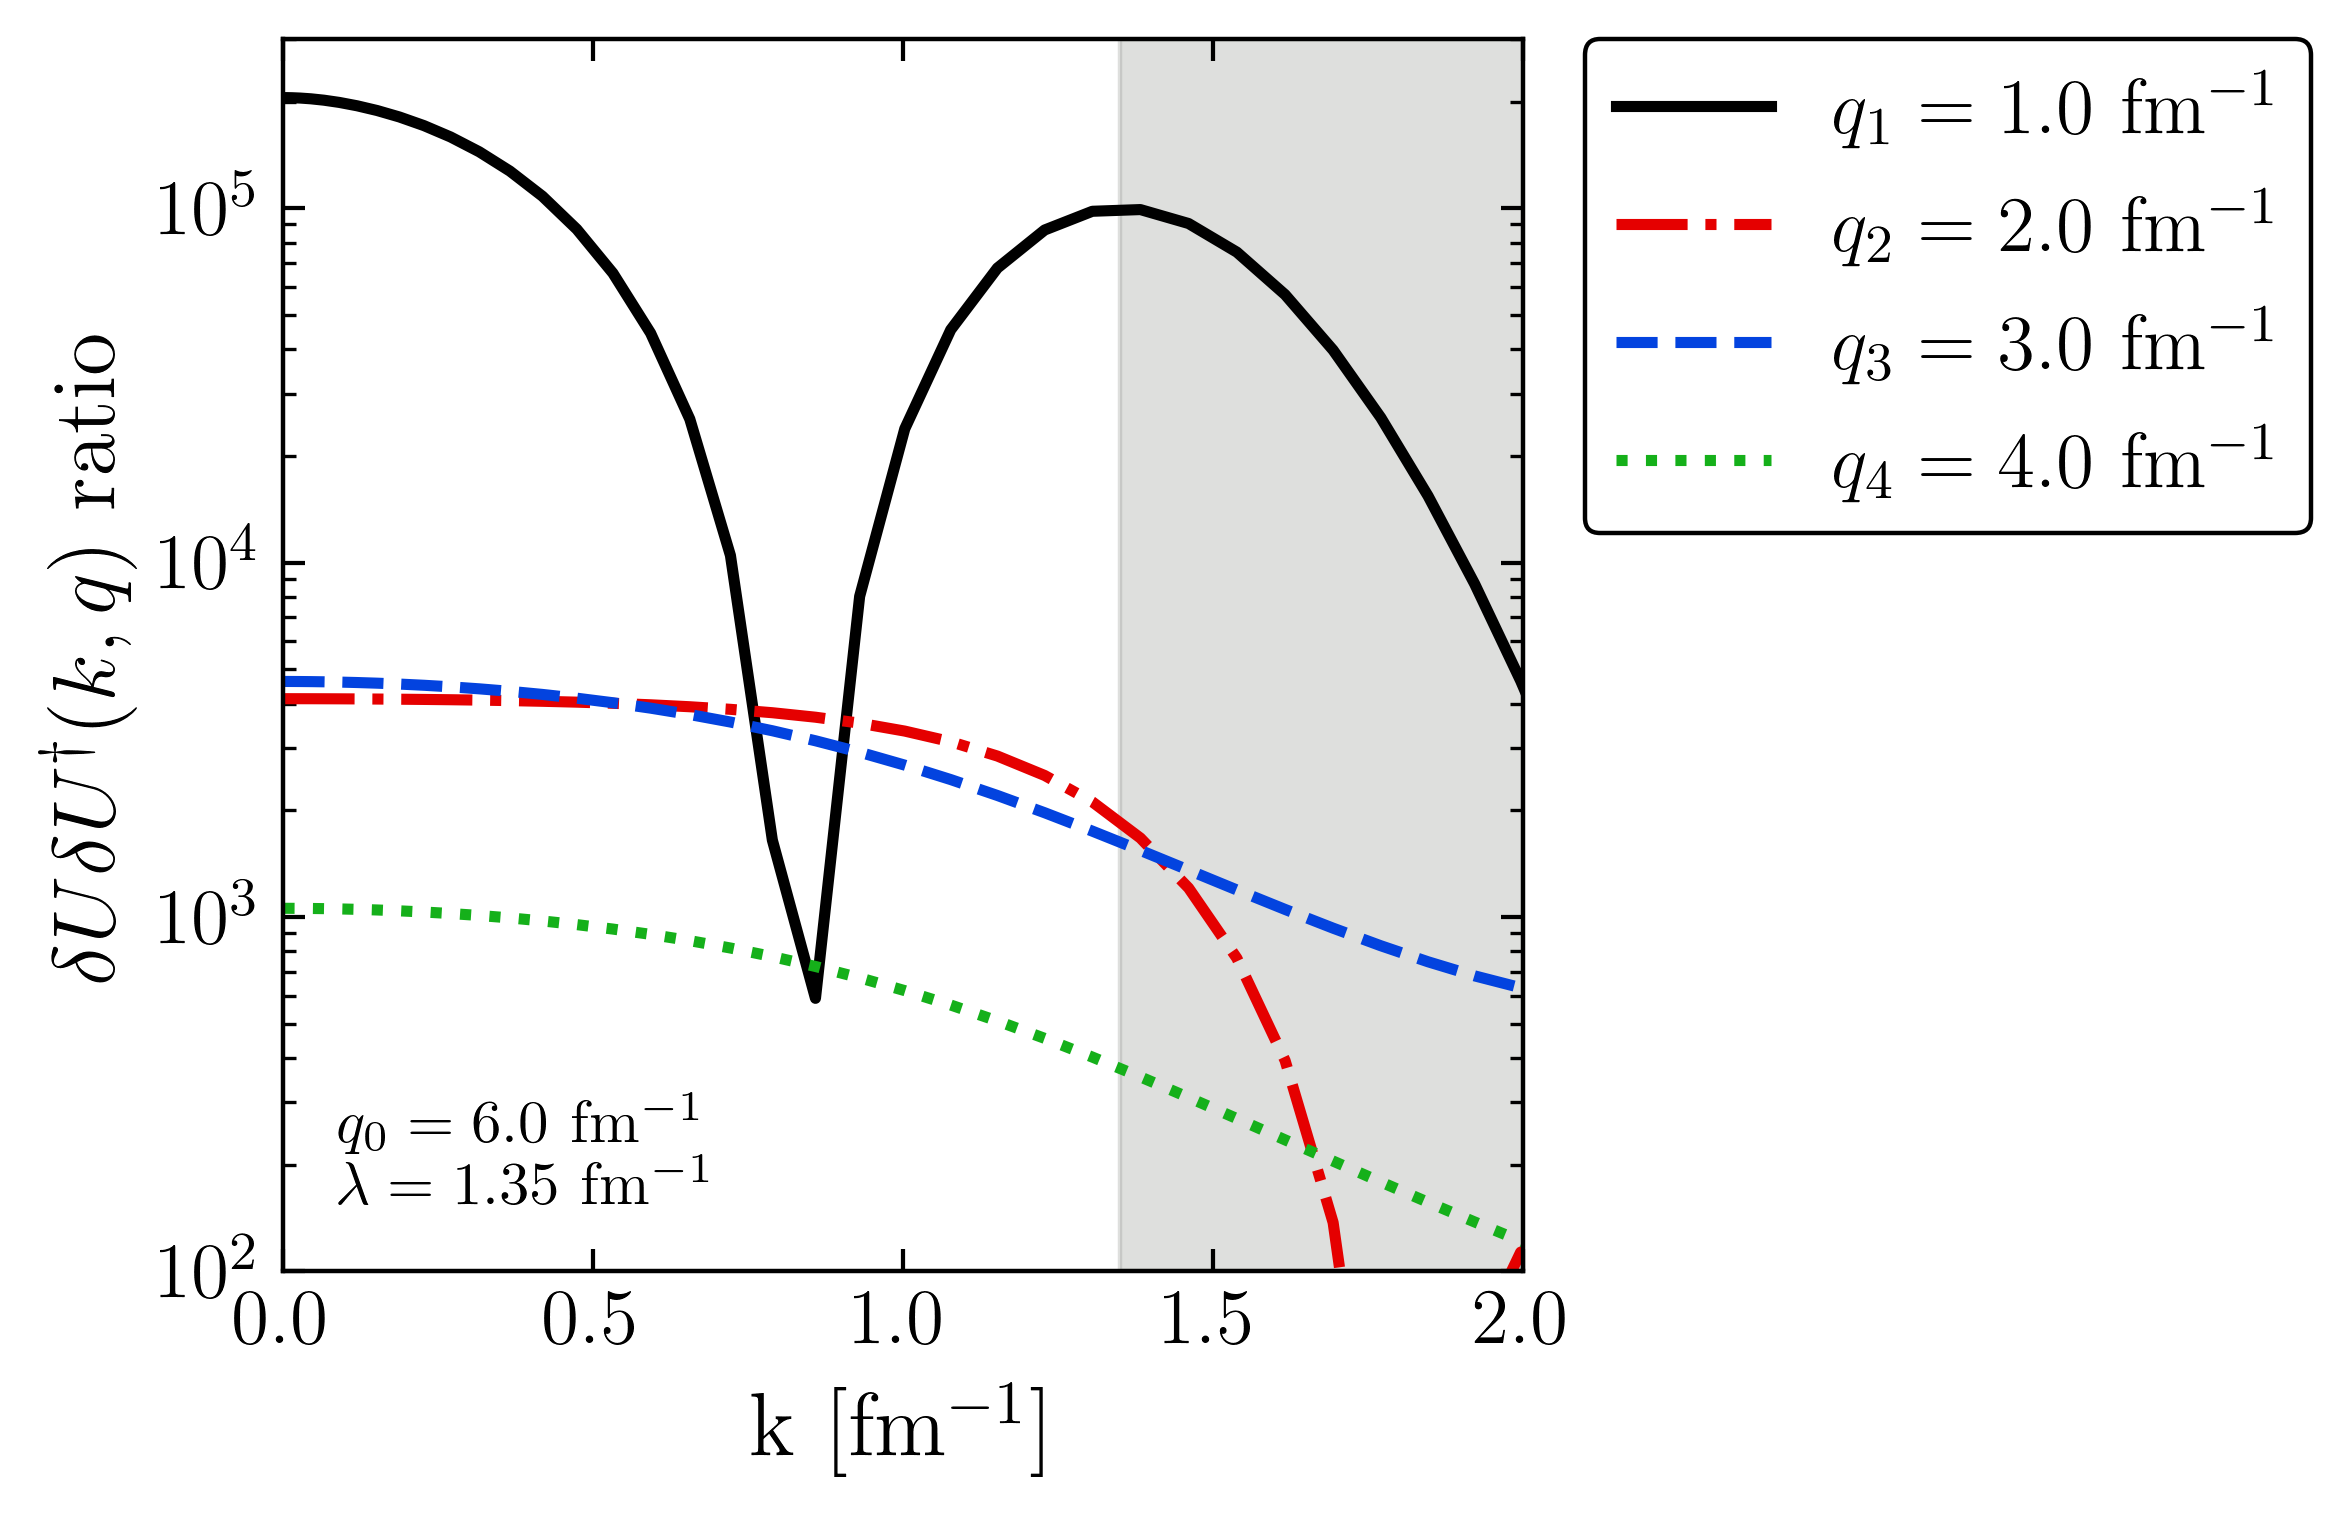 δUδU†(k, q) ratio
10⁵
10⁴
10³
10²
q₀ = 6.0 fm⁻¹
λ = 1.35 fm⁻¹
0.0 0.5 1.0 1.5 2.0
k [fm⁻¹]
q₁ = 1.0 fm⁻¹
q₂ = 2.0 fm⁻¹
q₃ = 3.0 fm⁻¹
q₄ = 4.0 fm⁻¹